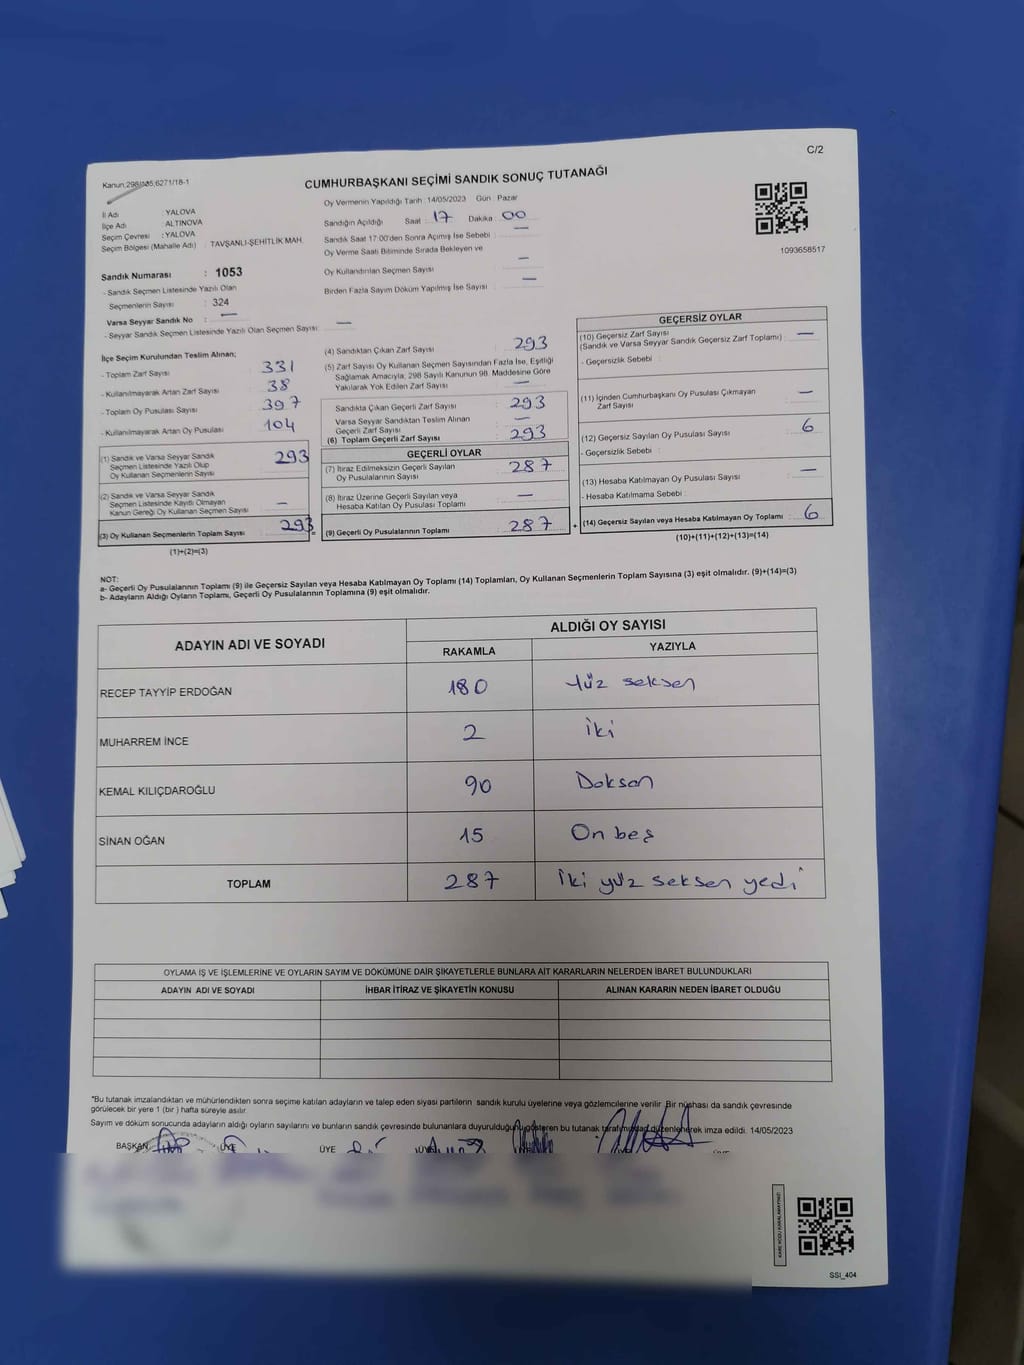 C/2
Kanun,298/105,6271/18-1
CUMHURBAŞKANI SEÇİMİ SANDIK SONUÇ TUTANAĞI
İl Adı : YALOVA
İlçe Adı : ALTINOVA
Seçim Çevresi : YALOVA
Seçim Bölgesi (Mahalle Adı) : TAVŞANLI-ŞEHİTLİK MAH.
Oy Vermenin Yapıldığı Tarih 14/05/2023 Gün Pazar
Sandığın Açıldığı Saat : 17 Dakika : 00
Sandık Saat 17:00'den Sonra Açımış İse Sebebi : —
Oy Verme Saati Bitiminde Sırada Bekleyen ve
Oy Kullandırılan Seçmen Sayısı : —
Birden Fazla Sayım Döküm Yapılmış İse Sayısı : —
1093658517
Sandık Numarası : 1053
- Sandık Seçmen Listesinde Yazılı Olan
Seçmenlerin Sayısı : 324
Varsa Seyyar Sandık No : —
- Seyyar Sandık Seçmen Listesinde Yazılı Olan Seçmen Sayısı: —
İlçe Seçim Kurulundan Teslim Alınan;
- Toplam Zarf Sayısı : 331
- Kullanılmayarak Artan Zarf Sayısı : 38
- Toplam Oy Pusulası Sayısı : 397
- Kullanılmayarak Artan Oy Pusulası : 104
(1) Sandık ve Varsa Seyyar Sandık
Seçmen Listesinde Yazılı Olup
Oy Kullanan Seçmenlerin Sayısı : 293
(2) Sandık ve Varsa Seyyar Sandık
Seçmen Listesinde Kayıtlı Olmayan
Kanun Gereği Oy Kullanan Seçmen Sayısı : —
(3) Oy Kullanan Seçmenlerin Toplam Sayısı : 293
(1)+(2)=(3)
(4) Sandıktan Çıkan Zarf Sayısı : 293
(5) Zarf Sayısı Oy Kullanan Seçmen Sayısından Fazla İse, Eşitliği
Sağlamak Amacıyla, 298 Sayılı Kanunun 98. Maddesine Göre
Yakılarak Yok Edilen Zarf Sayısı : —
Sandıkta Çıkan Geçerli Zarf Sayısı : 293
Varsa Seyyar Sandıktan Teslim Alınan
Geçerli Zarf Sayısı : —
(6) Toplam Geçerli Zarf Sayısı : 293
GEÇERLİ OYLAR
(7) İtiraz Edilmeksizin Geçerli Sayılan
Oy Pusulalarının Sayısı : 287
(8) İtiraz Üzerine Geçerli Sayılan veya
Hesaba Katılan Oy Pusulası Toplamı : —
= (9) Geçerli Oy Pusulalarının Toplamı : 287
GEÇERSİZ OYLAR
(10) Geçersiz Zarf Sayısı
(Sandık ve Varsa Seyyar Sandık Geçersiz Zarf Toplamı) : —
- Geçersizlik Sebebi :
(11) İçinden Cumhurbaşkanı Oy Pusulası Çıkmayan
Zarf Sayısı : —
(12) Geçersiz Sayılan Oy Pusulası Sayısı : 6
- Geçersizlik Sebebi :
(13) Hesaba Katılmayan Oy Pusulası Sayısı : —
- Hesaba Katılmama Sebebi :
+ (14) Geçersiz Sayılan veya Hesaba Katılmayan Oy Toplamı : 6
(10)+(11)+(12)+(13)=(14)
NOT:
a- Geçerli Oy Pusulalarının Toplamı (9) ile Geçersiz Sayılan veya Hesaba Katılmayan Oy Toplamı (14) Toplamları, Oy Kullanan Seçmenlerin Toplam Sayısına (3) eşit olmalıdır. (9)+(14)=(3)
b- Adayların Aldığı Oyların Toplamı, Geçerli Oy Pusulalarının Toplamına (9) eşit olmalıdır.
ADAYIN ADI VE SOYADI ALDIĞI OY SAYISI
RAKAMLA YAZIYLA
RECEP TAYYİP ERDOĞAN 180 Yüz seksen
MUHARREM İNCE 2 İki
KEMAL KILIÇDAROĞLU 90 Doksan
SİNAN OĞAN 15 On beş
TOPLAM 287 İki yüz seksen yedi
OYLAMA İŞ VE İŞLEMLERİNE VE OYLARIN SAYIM VE DÖKÜMÜNE DAİR ŞİKAYETLERLE BUNLARA AİT KARARLARIN NELERDEN İBARET BULUNDUKLARI
ADAYIN ADI VE SOYADI İHBAR İTİRAZ VE ŞİKAYETİN KONUSU ALINAN KARARIN NEDEN İBARET OLDUĞU
"Bu tutanak imzalandıktan ve mühürlendikten sonra seçime katılan adayların ve talep eden siyasi partilerin sandık kurulu üyelerine veya gözlemcilerine verilir. Bir nüshası da sandık çevresinde
görülecek bir yere 1 (bir ) hafta süreyle asılır.
Sayım ve döküm sonucunda adayların aldığı oyların sayılarını ve bunların sandık çevresinde bulunanlara duyurulduğunu gösteren bu tutanak tarafımızdan düzenlenerek imza edildi. 14/05/2023
BAŞKAN ÜYE ÜYE ÜYE
KARE KODU KARALAMAYINIZ!
SSI_404